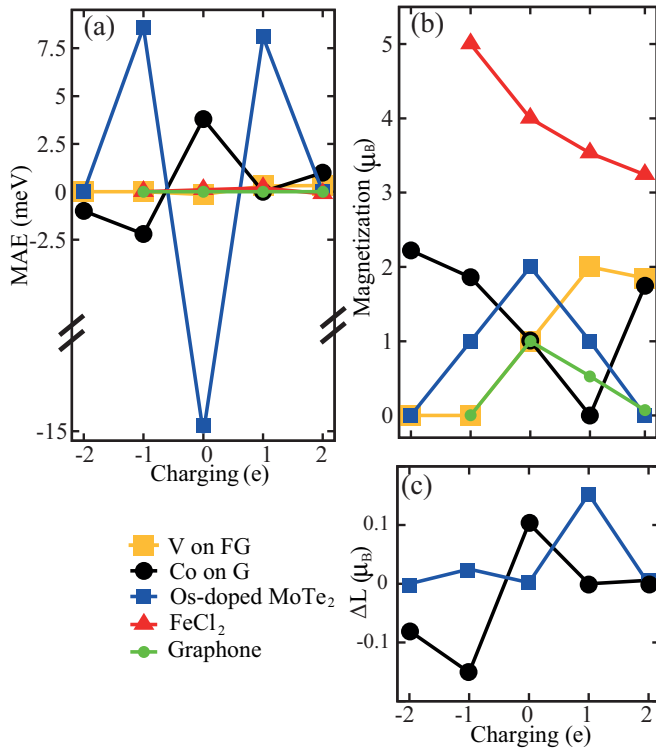 (a)
7.5
5
2.5
0
-2.5
-15
MAE (meV)
-2 -1 0 1 2
Charging (e)
(b)
5
4
3
2
1
0
Magnetization (μB)
(c)
0.1
0
-0.1
ΔL (μB)
-2 -1 0 1 2
Charging (e)
V on FG
Co on G
Os-doped MoTe₂
FeCl₂
Graphone